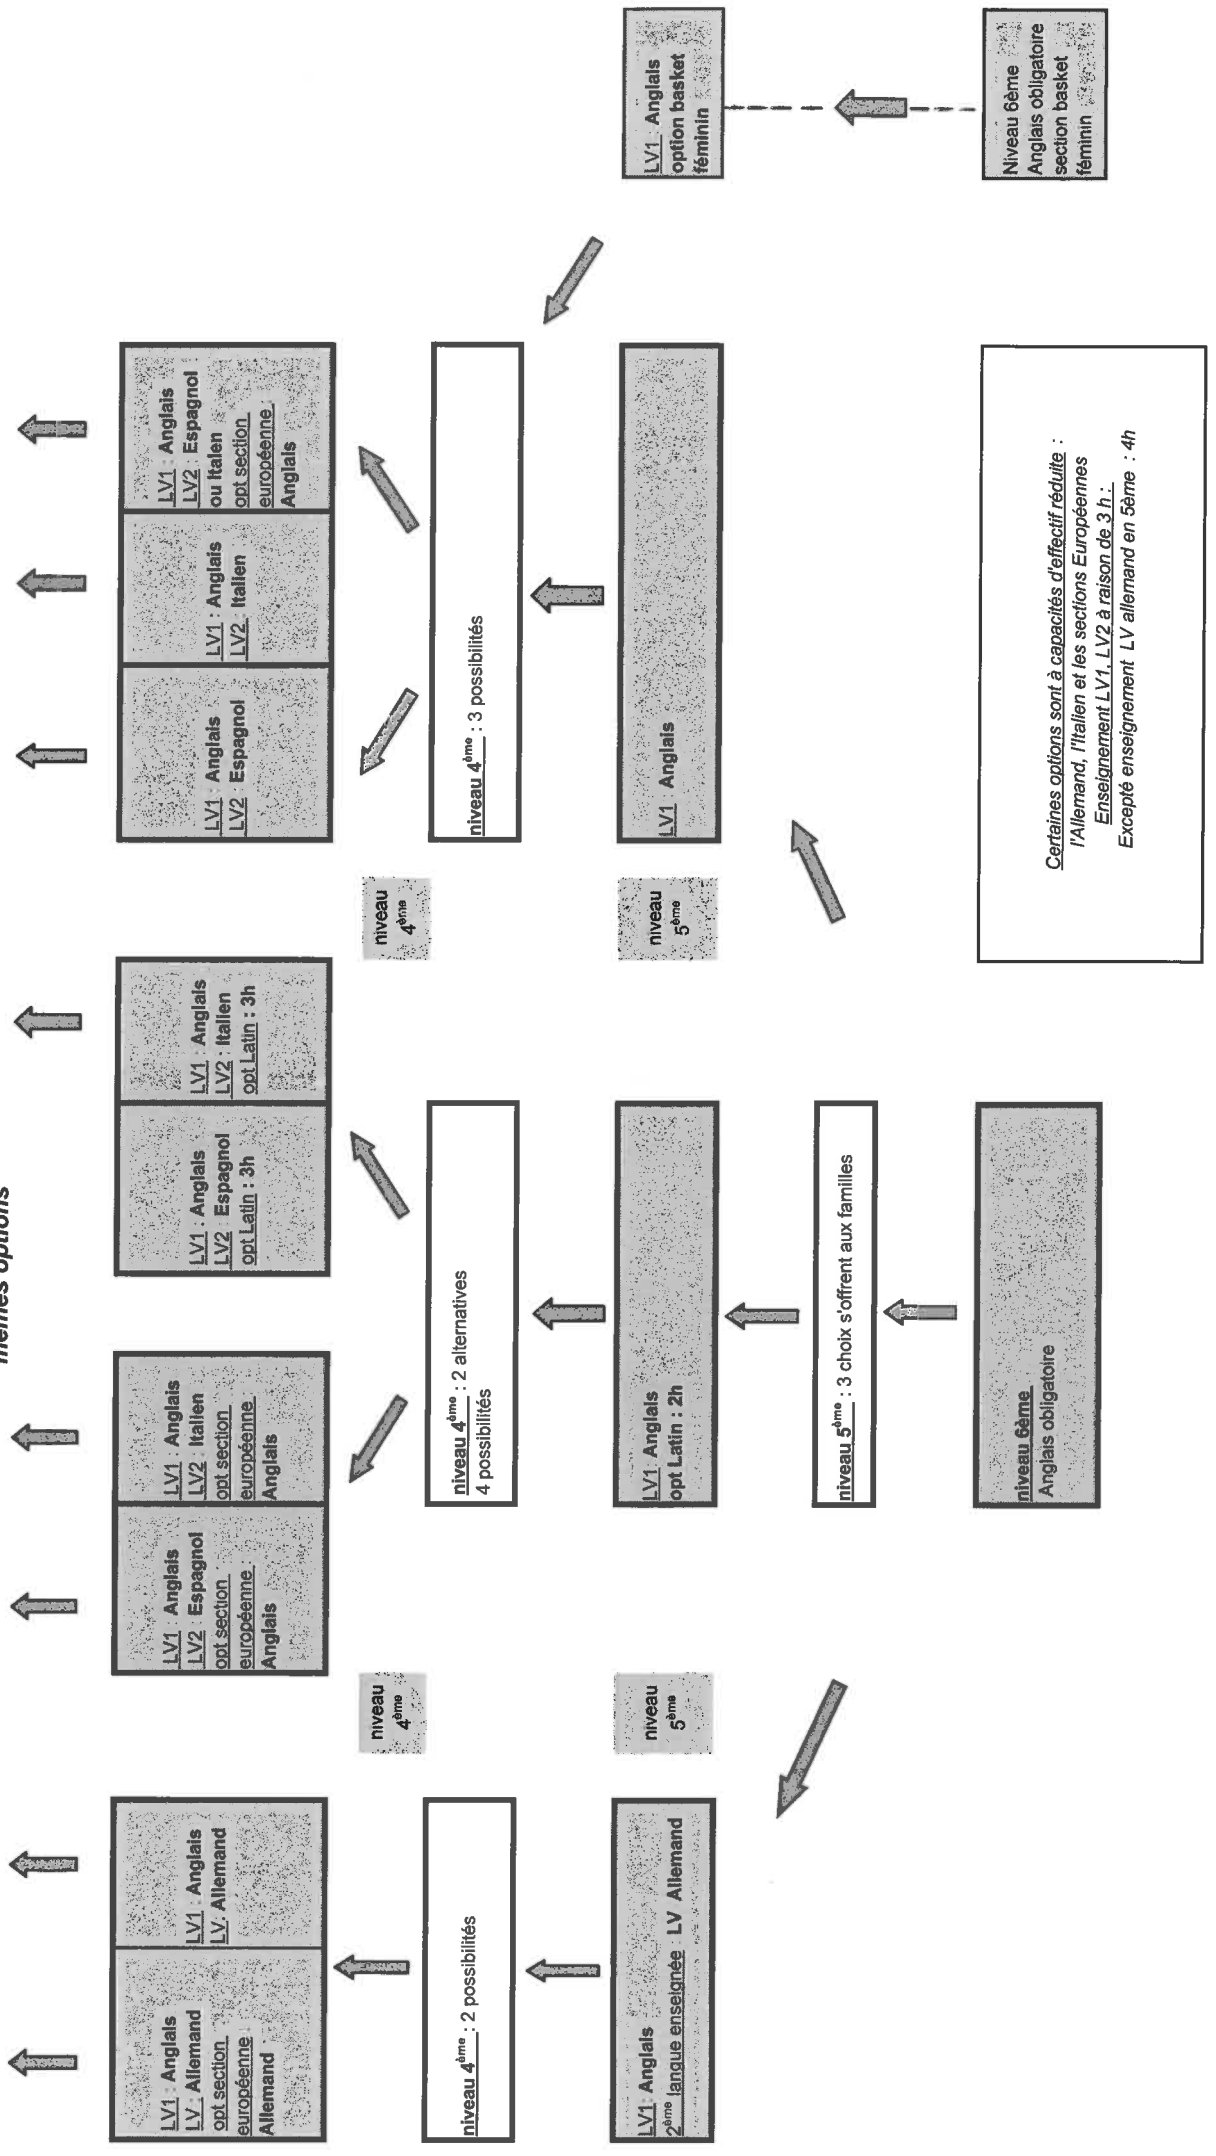 mêmes options
LV1 : Anglais
LV : Allemand
opt section
européenne :
Allemand
LV1 : Anglais
LV. Allemand
LV1 : Anglais
LV2 : Espagnol
opt section
européenne :
Anglais
LV1 : Anglais
LV2 : Italien
opt section
européenne :
Anglais
LV1 : Anglais
LV2 : Espagnol
opt Latin : 3h
LV1 : Anglais
LV2 : Italien
opt Latin : 3h
LV1 : Anglais
LV2 : Espagnol
LV1 : Anglais
LV2 : Italien
LV1 : Anglais
LV2 : Espagnol
ou Italen
opt section
européenne :
Anglais
niveau
4ème
niveau
4ème
niveau 4ème : 2 possibilités
niveau 4ème : 2 alternatives
4 possibilités
niveau 4ème : 3 possibilités
LV1: Anglais
2ème langue enseignée : LV Allemand
niveau
5ème
LV1 Anglais
opt Latin : 2h
niveau
5ème
LV1 Anglais
LV1 : Anglais
option basket
féminin
niveau 5ème : 3 choix s'offrent aux familles
niveau 6ème
Anglais obligatoire
Certaines options sont à capacités d'effectif réduite :
l'Allemand, l'Italien et les sections Européennes
Enseignement LV1, LV2 à raison de 3 h :
Excepté enseignement LV allemand en 5ème : 4h
Niveau 6ème
Anglais obligatoire
section basket
féminin